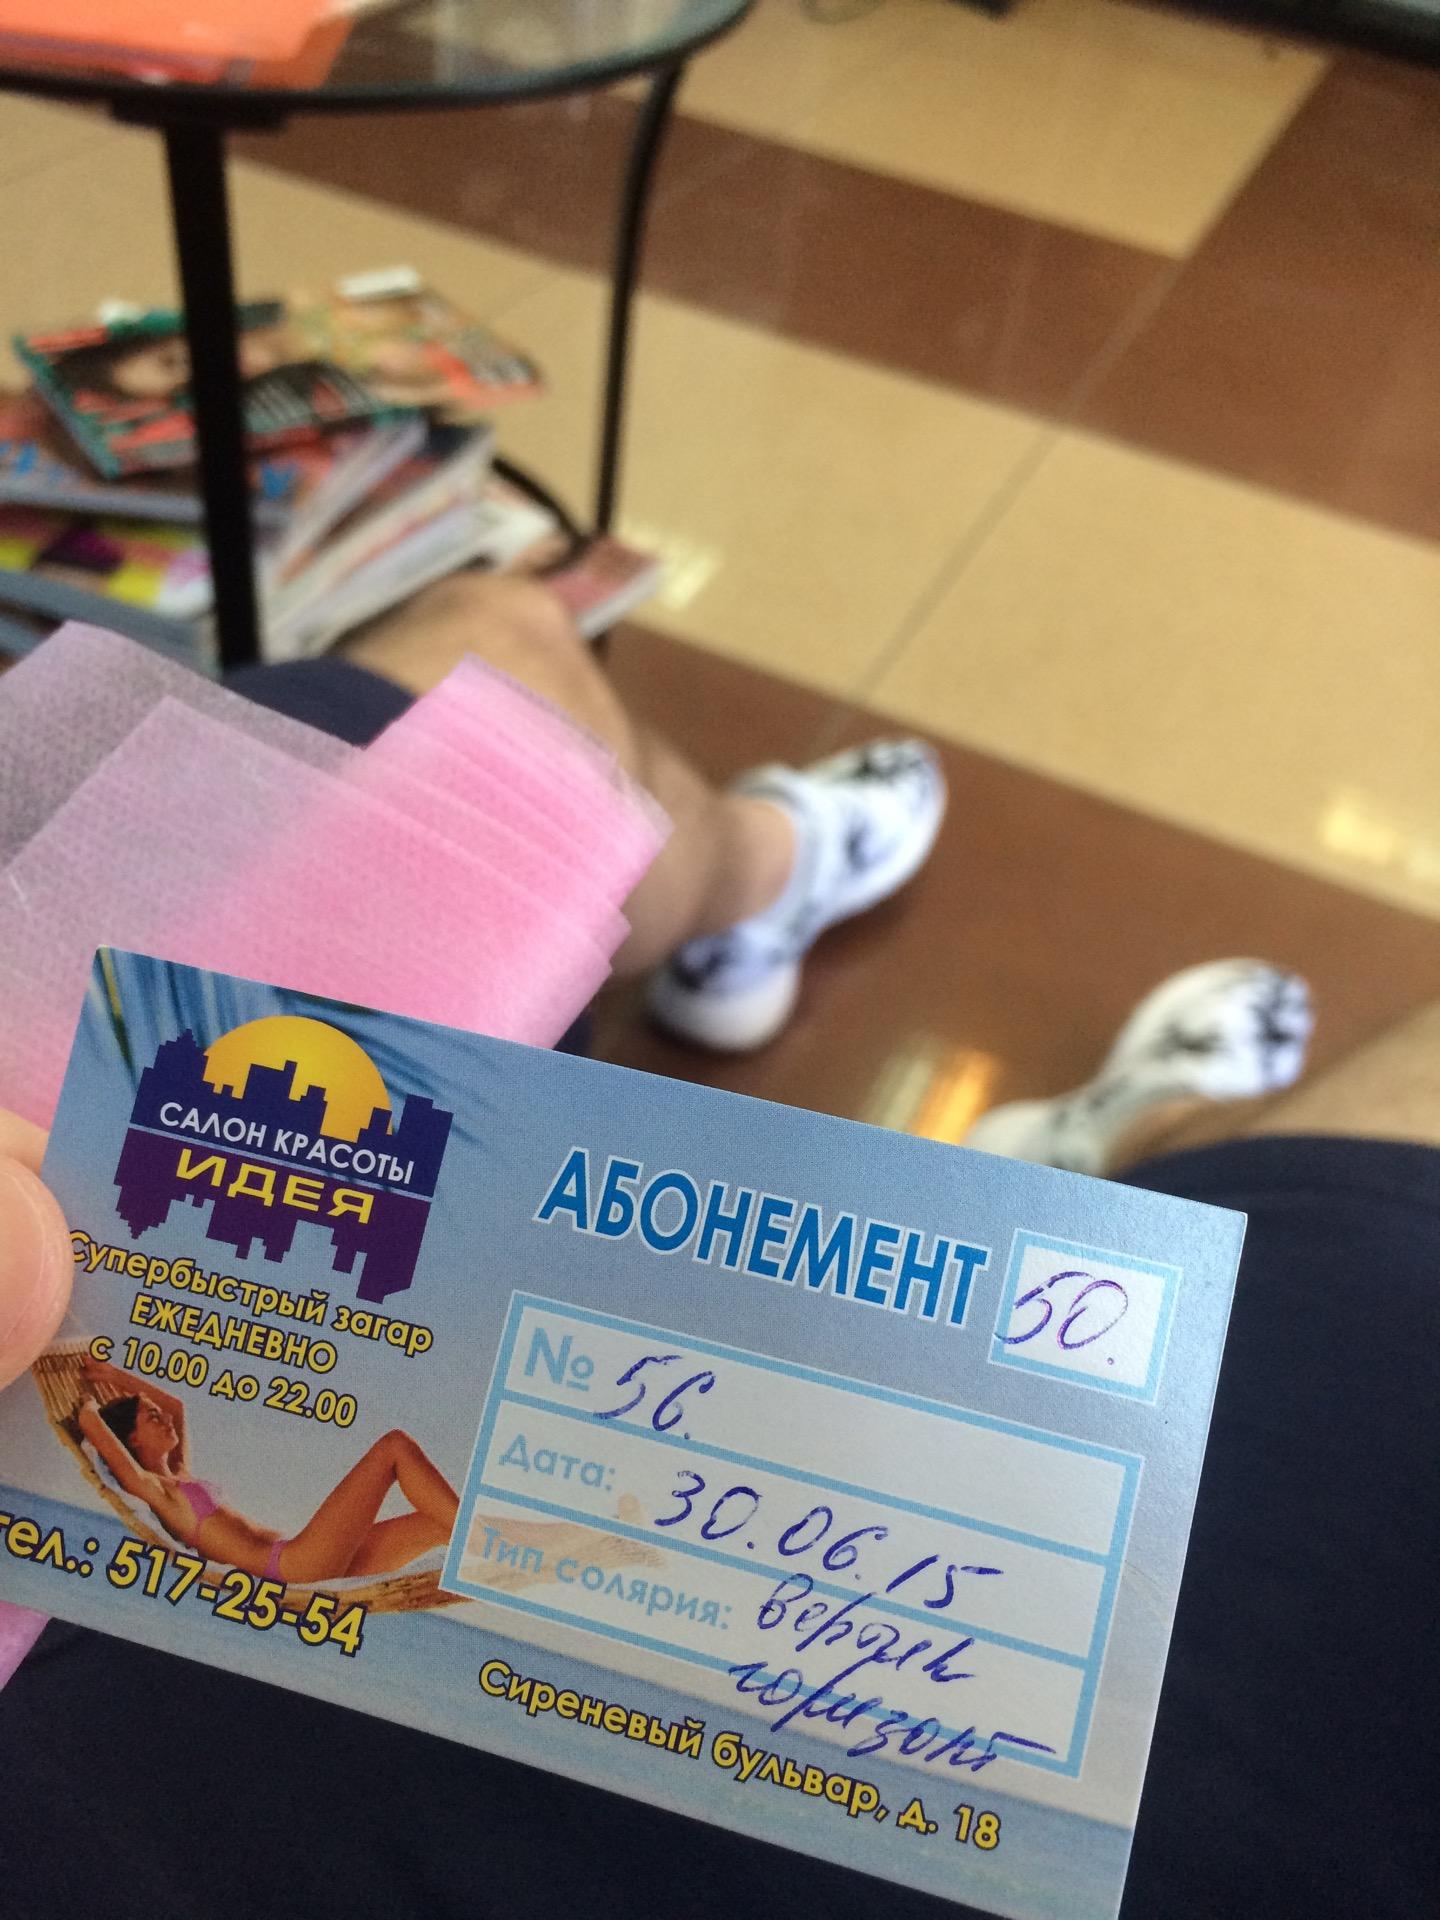 САЛОН КРАСОТЫ
ИДЕЯ
Супербыстрый загар
ЕЖЕДНЕВНО
с 10.00 до 22.00
тел.: 517-25-54
АБОНЕМЕНТ 50.
№ 56.
Дата: 30.06.15
Тип солярия: вертик
горизонт
Сиреневый бульвар, д. 18